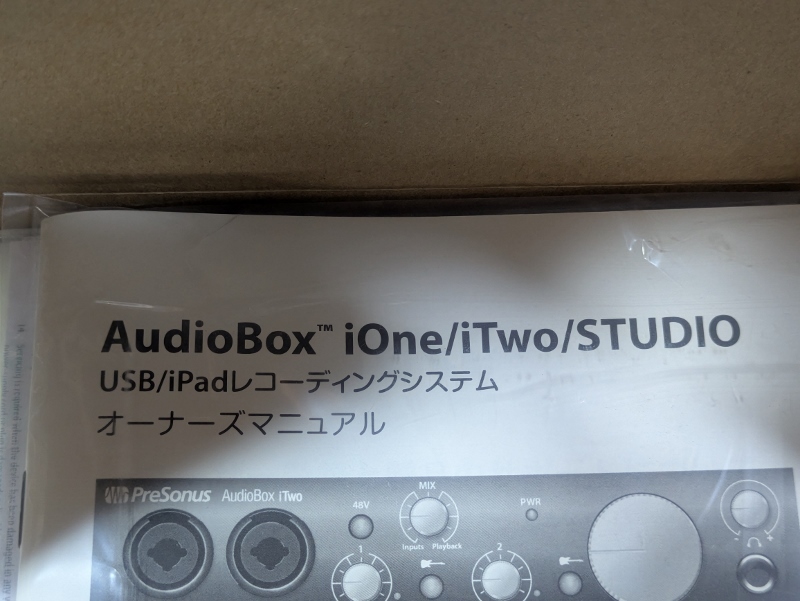 AudioBox™ iOne/iTwo/STUDIO
USB/iPadレコーディングシステム
オーナーズマニュアル
PreSonus AudioBox iTwo
48V
MIX
Inputs Playback
PWR
1
2